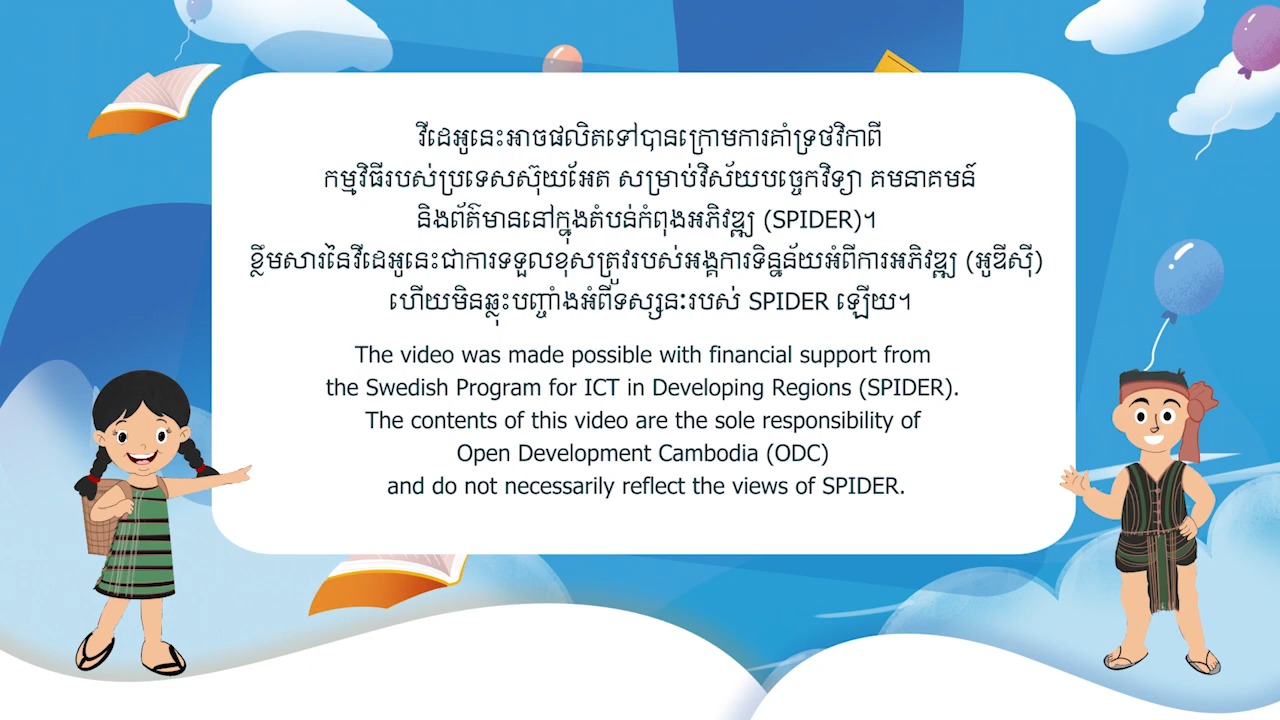 វីដេអូនេះអាចផលិតទៅបានក្រោមការគាំទ្រថវិកាពី
កម្មវិធីរបស់ប្រទេសស៊ុយអែត សម្រាប់វិស័យបច្ចេកវិទ្យា គមនាគមន៍
និងព័ត៌មាននៅក្នុងតំបន់កំពុងអភិវឌ្ឍ (SPIDER)។
ខ្លឹមសារនៃវីដេអូនេះជាការទទួលខុសត្រូវរបស់អង្គការទិន្នន័យអំពីការអភិវឌ្ឍ (អូឌីស៊ី)
ហើយមិនឆ្លុះបញ្ចាំងអំពីទស្សនៈរបស់ SPIDER ឡើយ។
The video was made possible with financial support from
the Swedish Program for ICT in Developing Regions (SPIDER).
The contents of this video are the sole responsibility of
Open Development Cambodia (ODC)
and do not necessarily reflect the views of SPIDER.